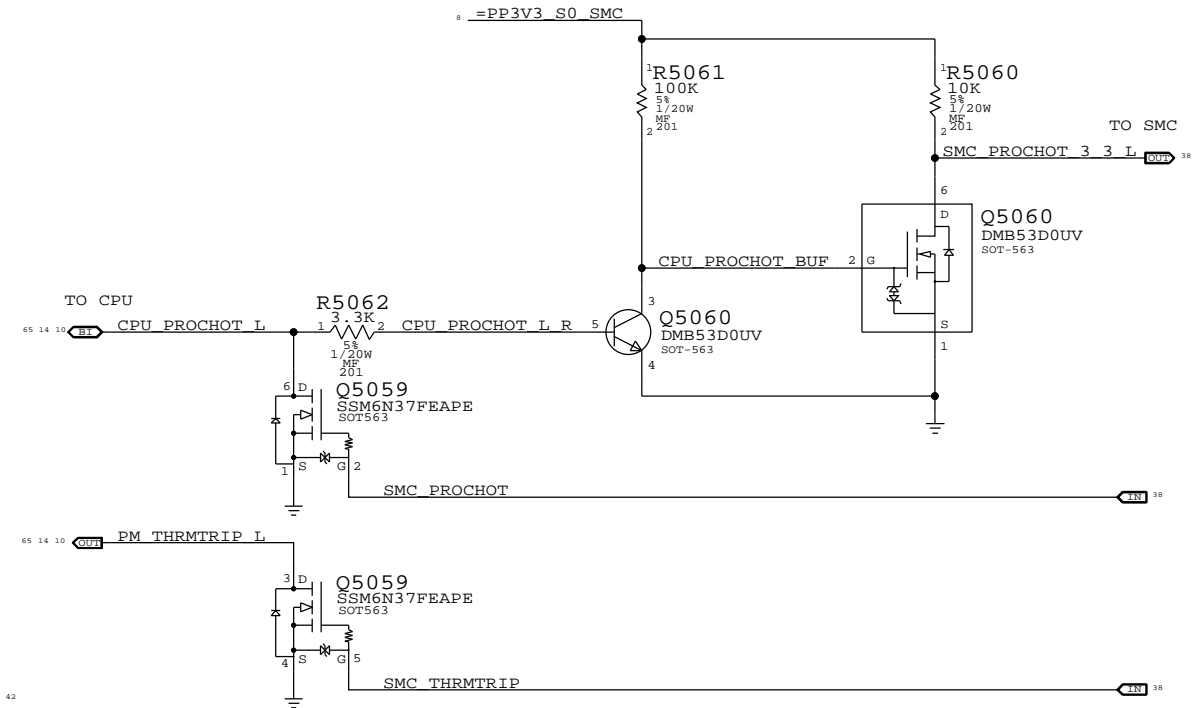 8 =PP3V3_S0_SMC
1 R5061
100K
5%
1/20W
MF
2 201
1 R5060
10K
5%
1/20W
MF
2 201
TO SMC
SMC_PROCHOT_3_3_L OUT 38
6
D
Q5060
DMB53D0UV
SOT-563
CPU_PROCHOT_BUF 2 G
S
1
TO CPU
65 14 10 BI CPU_PROCHOT_L
R5062
3.3K
1 2
5%
1/20W
MF
201
CPU_PROCHOT_L_R 5
3
Q5060
DMB53D0UV
SOT-563
4
6 D
Q5059
SSM6N37FEAPE
SOT563
1 S G 2
SMC_PROCHOT IN 38
65 14 10 OUT PM_THRMTRIP_L
3 D
Q5059
SSM6N37FEAPE
SOT563
4 S G 5
SMC_THRMTRIP IN 38
42